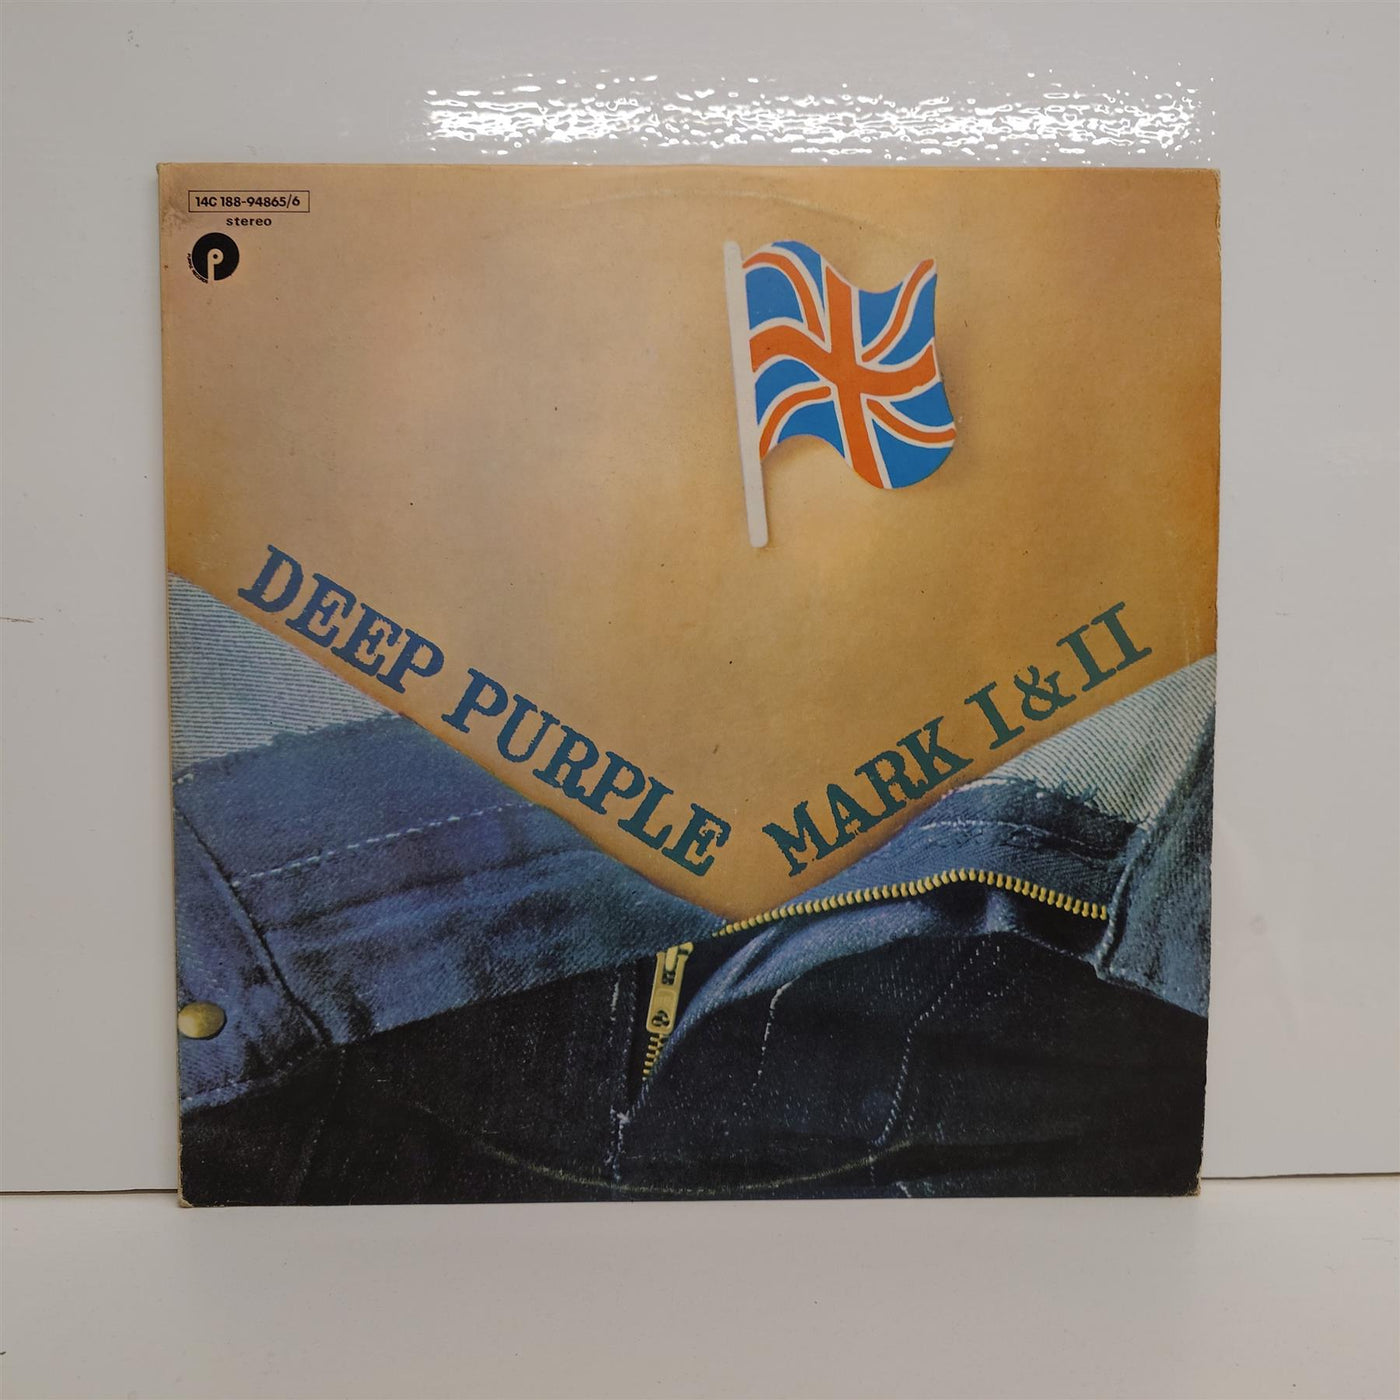 14C 188-94865/6
stereo
P
DEEP PURPLE MARK I & II